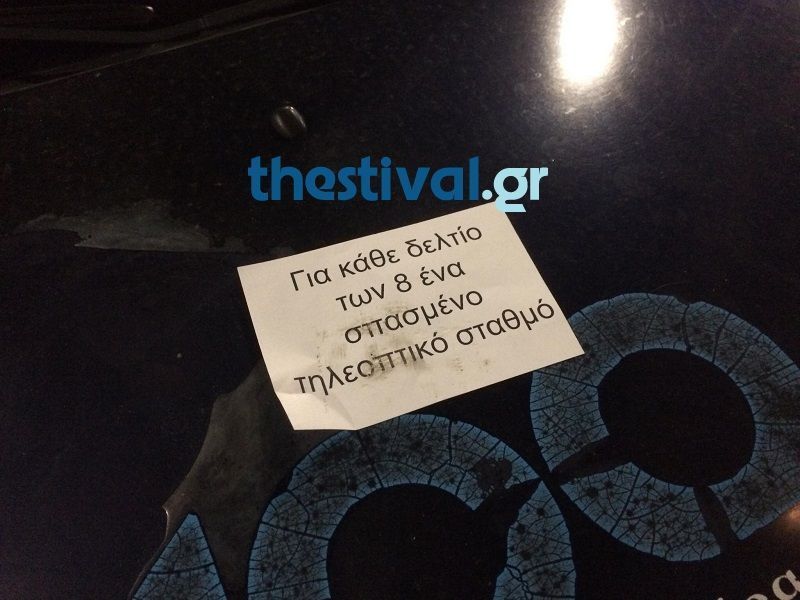 thestival.gr
Για κάθε δελτίο
των 8 ένα
σπασμένο
τηλεοπτικό σταθμό